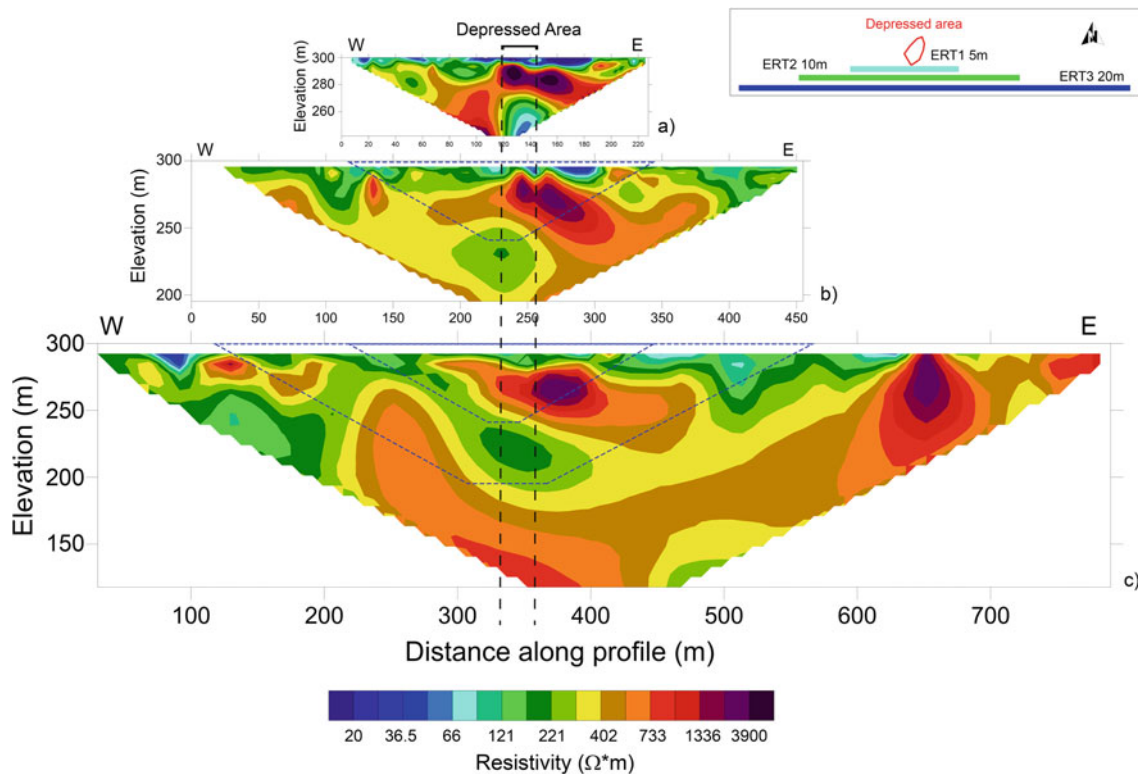 Depressed Area
W
E
300
280
260
Elevation (m)
0 20 40 60 80 100 120 140 160 180 200 220
a)
Depressed area
ERT1 5m
ERT2 10m
ERT3 20m
N
W
E
300
250
200
Elevation (m)
0 50 100 150 200 250 300 350 400 450
b)
W
E
300
250
200
150
Elevation (m)
c)
100 200 300 400 500 600 700
Distance along profile (m)
20 36.5 66 121 221 402 733 1336 3900
Resistivity (Ω*m)